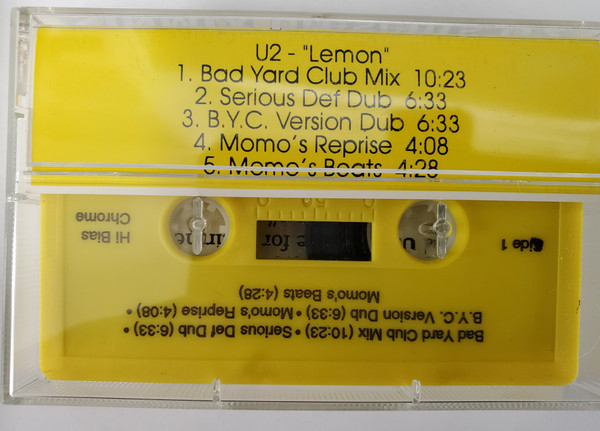 U2 - "Lemon"
1. Bad Yard Club Mix 10:23
2. Serious Def Dub 6:33
3. B.Y.C. Version Dub 6:33
4. Momo's Reprise 4:08
5. Momo's Beats 4:28
Side 1
Hi Bias
Chrome
50
0
Bad Yard Club Mix (10:23) • Serious Def Dub (6:33) •
B.Y.C. Version Dub (6:33) • Momo's Reprise (4:08) •
Momo's Beats (4:28)